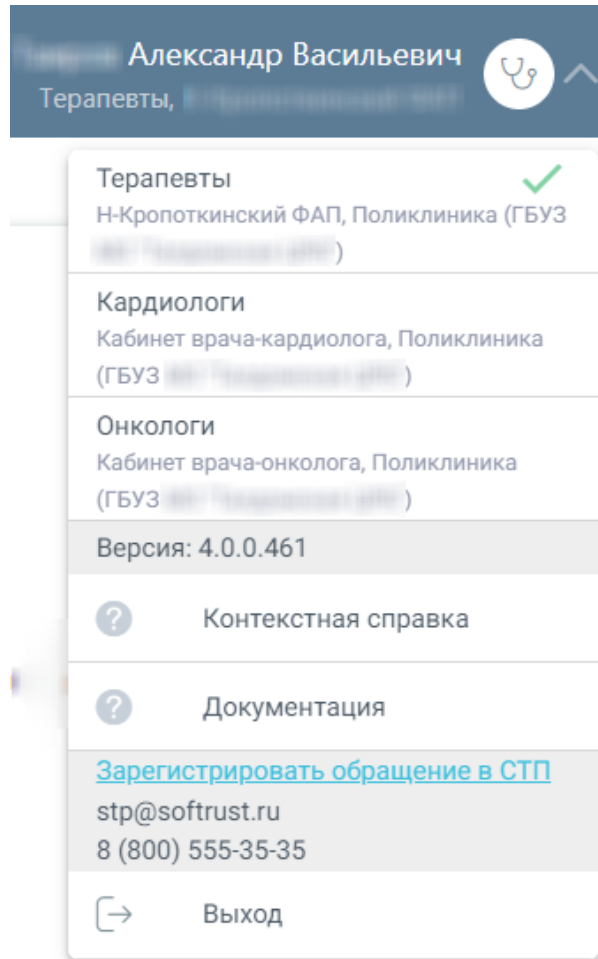 Александр Васильевич
Терапевты,
Терапевты
Н-Кропоткинский ФАП, Поликлиника (ГБУЗ
)
Кардиологи
Кабинет врача-кардиолога, Поликлиника
(ГБУЗ )
Онкологи
Кабинет врача-онколога, Поликлиника
(ГБУЗ )
Версия: 4.0.0.461
? Контекстная справка
? Документация
Зарегистрировать обращение в СТП
stp@softrust.ru
8 (800) 555-35-35
Выход